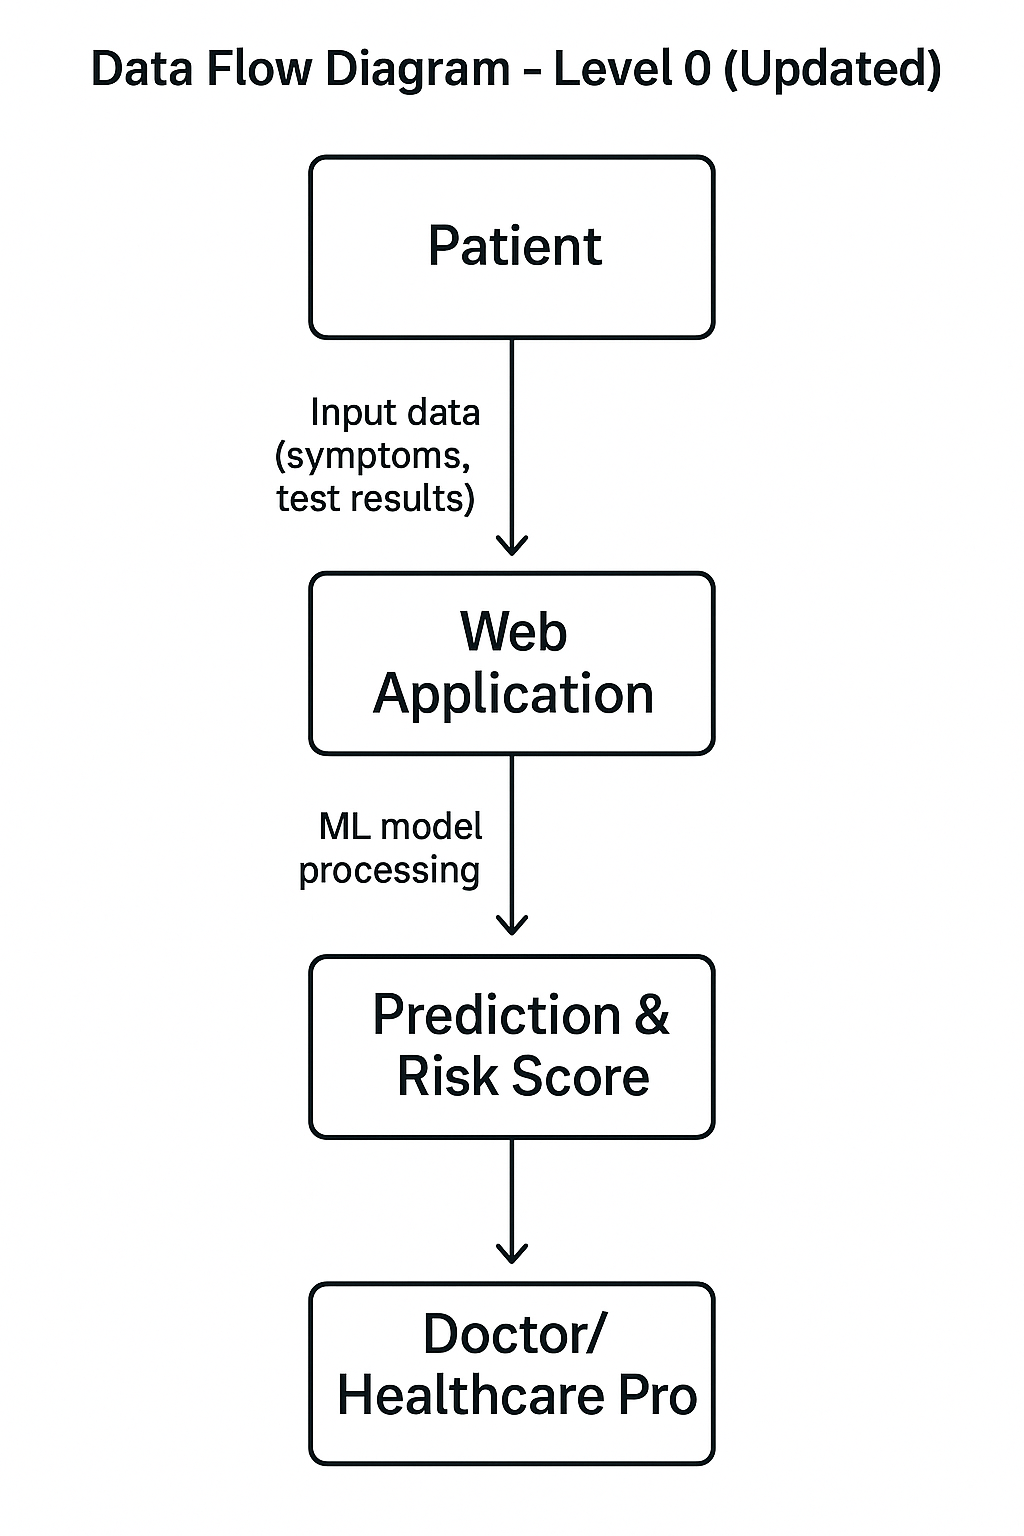 Data Flow Diagram – Level 0 (Updated)
Patient
Input data
(symptoms,
test results)
Web
Application
ML model
processing
Prediction &
Risk Score
Doctor/
Healthcare Pro